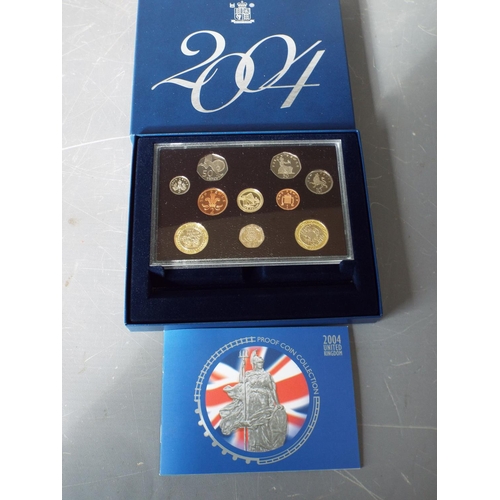 2004
PROOF COIN COLLECTION
2004
UNITED
KINGDOM